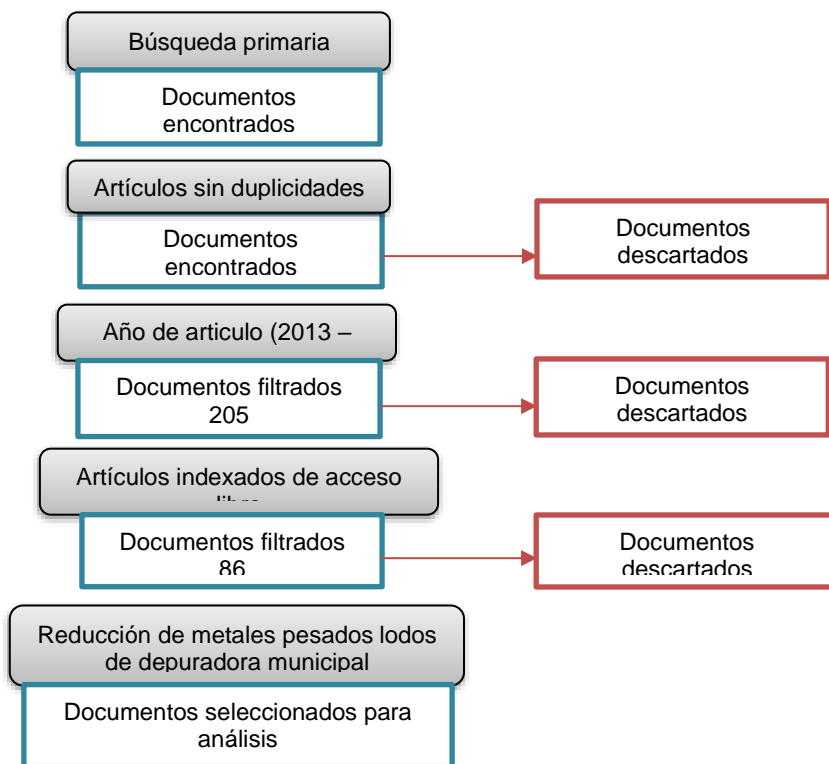 Búsqueda primaria
Documentos
encontrados
Artículos sin duplicidades
Documentos
encontrados
Documentos
descartados
Año de articulo (2013 –
Documentos filtrados
205
Documentos
descartados
Artículos indexados de acceso
libre
Documentos filtrados
86
Documentos
descartados
Reducción de metales pesados lodos
de depuradora municipal
Documentos seleccionados para
análisis